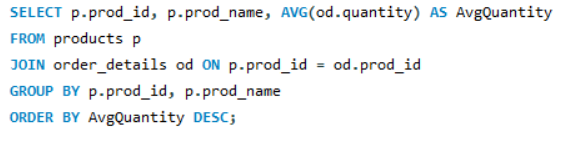 SELECT p.prod_id, p.prod_name, AVG(od.quantity) AS AvgQuantity
FROM products p
JOIN order_details od ON p.prod_id = od.prod_id
GROUP BY p.prod_id, p.prod_name
ORDER BY AvgQuantity DESC;